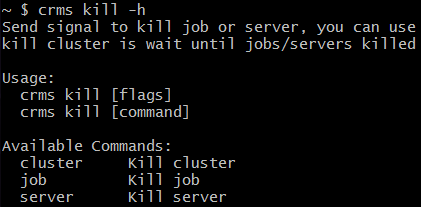 ~ $ crms kill -h
Send signal to kill job or server, you can use
kill cluster is wait until jobs/servers killed

Usage:
  crms kill [flags]
  crms kill [command]

Available Commands:
  cluster     Kill cluster
  job         Kill job
  server      Kill server